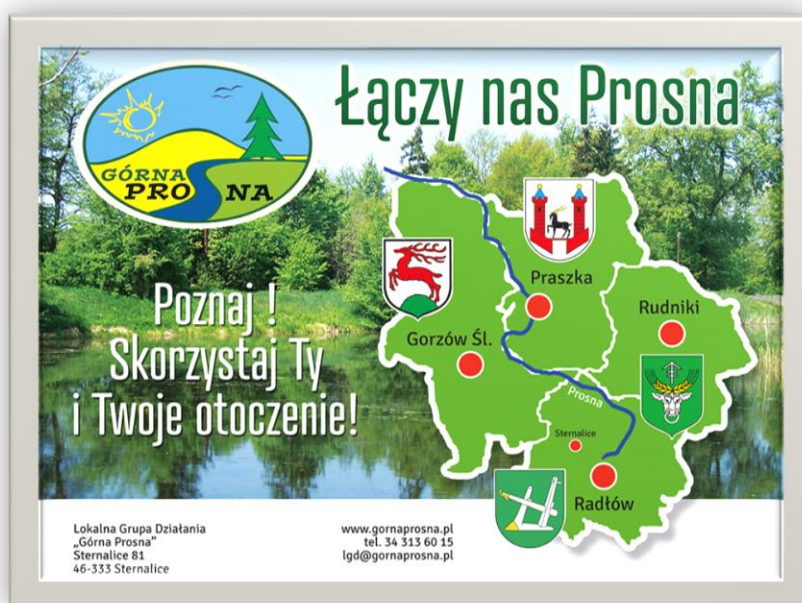 GÓRNA
PROSNA
Łączy nas Prosna
Poznaj !
Skorzystaj Ty
i Twoje otoczenie!
Praszka
Rudniki
Gorzów Śl.
Prosna
Sternalice
Radłów
Lokalna Grupa Działania
„Górna Prosna”
Sternalice 81
46-333 Sternalice
www.gornaprosna.pl
tel. 34 313 60 15
lgd@gornaprosna.pl